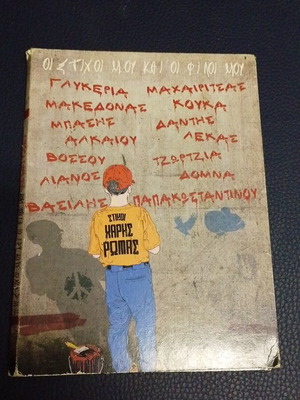 ΟΙ ΣΤΙΧΟΙ ΜΟΥ ΚΑΙ ΟΙ ΦΙΛΟΙ ΜΟΥ
ΓΛΥΚΕΡΙΑ ΜΑΧΑΙΡΙΤΣΑΣ
ΜΑΚΕΔΟΝΑΣ ΚΟΥΚΑ
ΜΠΑΣΗΣ ΔΑΝΤΗΣ
ΑΛΚΑΙΟΥ ΛΕΚΑΣ
ΒΟΣΣΟΥ ΤΖΩΡΤΖΙΑ
ΛΙΑΝΟΣ ΔΟΜΝΑ
ΒΑΣΙΛΗΣ ΠΑΠΑΚΩΣΤΑΝΤΙΝΟΥ
ΣΤΙΧΟΙ
ΧΑΡΗΣ
ΡΩΜΑΣ